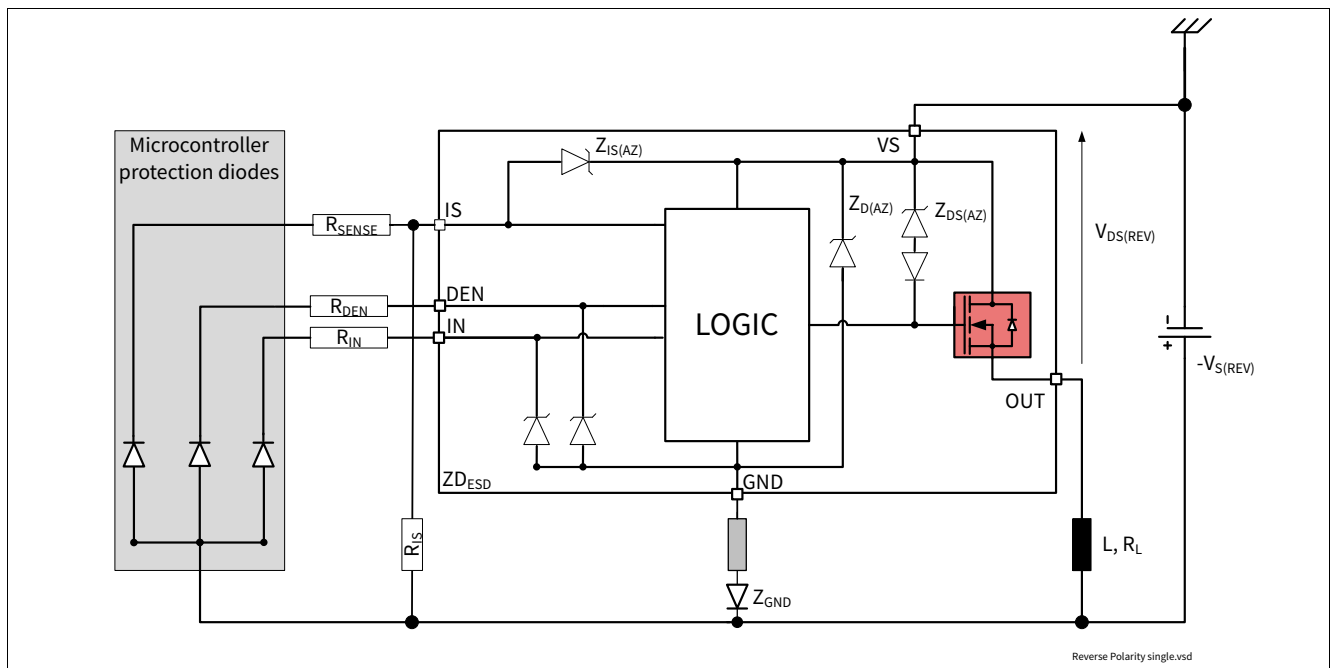 Microcontroller
protection diodes
Z_IS(AZ)
VS
Z_D(AZ)
Z_DS(AZ)
V_DS(REV)
IS
R_SENSE
DEN
R_DEN
IN
R_IN
LOGIC
-
+
-V_S(REV)
OUT
ZD_ESD
GND
R_IS
L, R_L
Z_GND
Reverse Polarity single.vsd